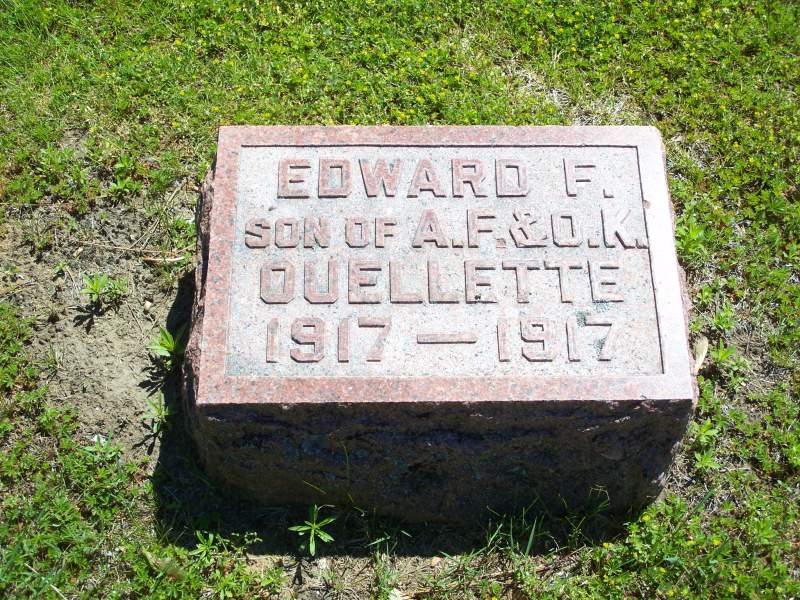 EDWARD F.
SON OF A.F.&O.K.
OUELLETTE
1917 — 1917